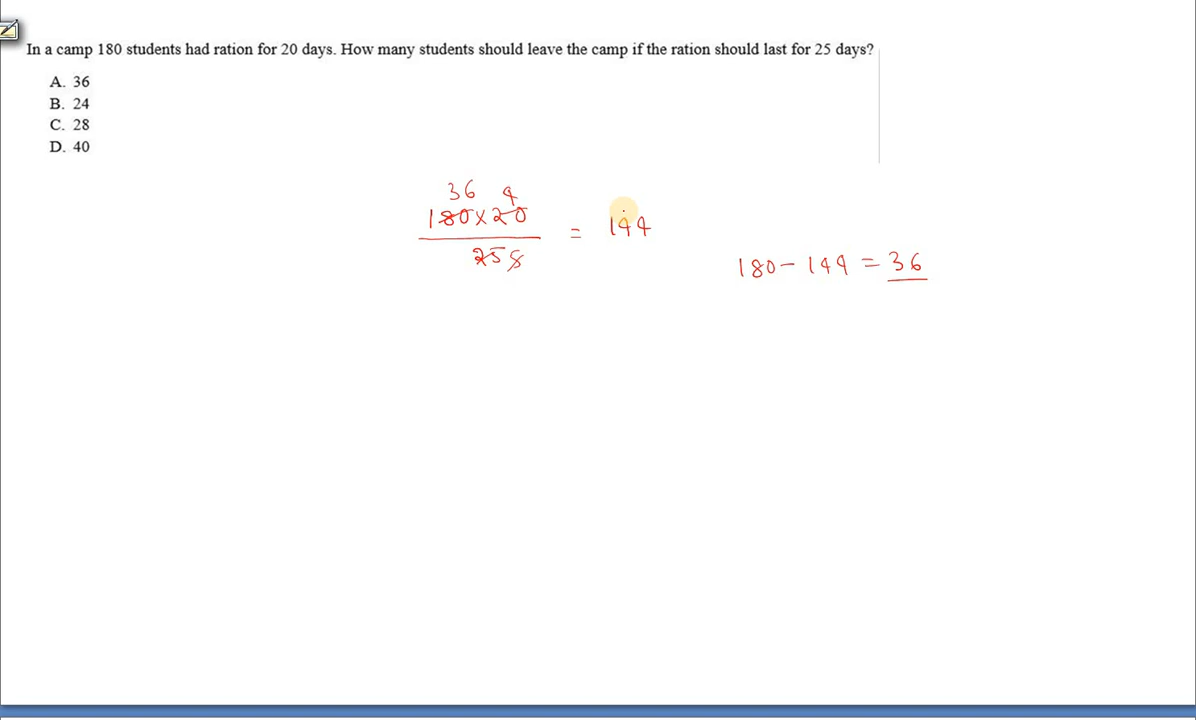 In a camp 180 students had ration for 20 days. How many students should leave the camp if the ration should last for 25 days?
A. 36
B. 24
C. 28
D. 40
36 4
180 x 20
25 5
= 144
180 - 144 = 36